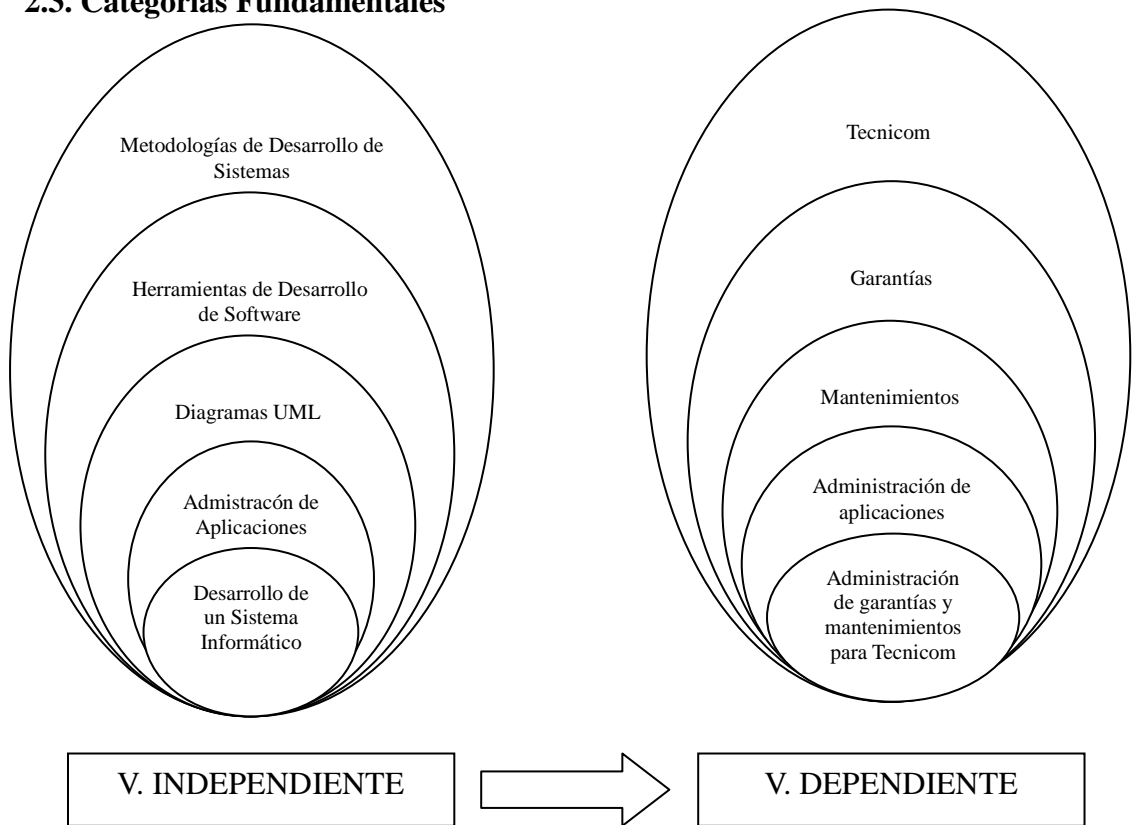 2.3. Categorías Fundamentales
Metodologías de Desarrollo de
Sistemas
Herramientas de Desarrollo
de Software
Diagramas UML
Admistracón de
Aplicaciones
Desarrollo de
un Sistema
Informático
Tecnicom
Garantías
Mantenimientos
Administración de
aplicaciones
Administración
de garantías y
mantenimientos
para Tecnicom
V. INDEPENDIENTE
V. DEPENDIENTE